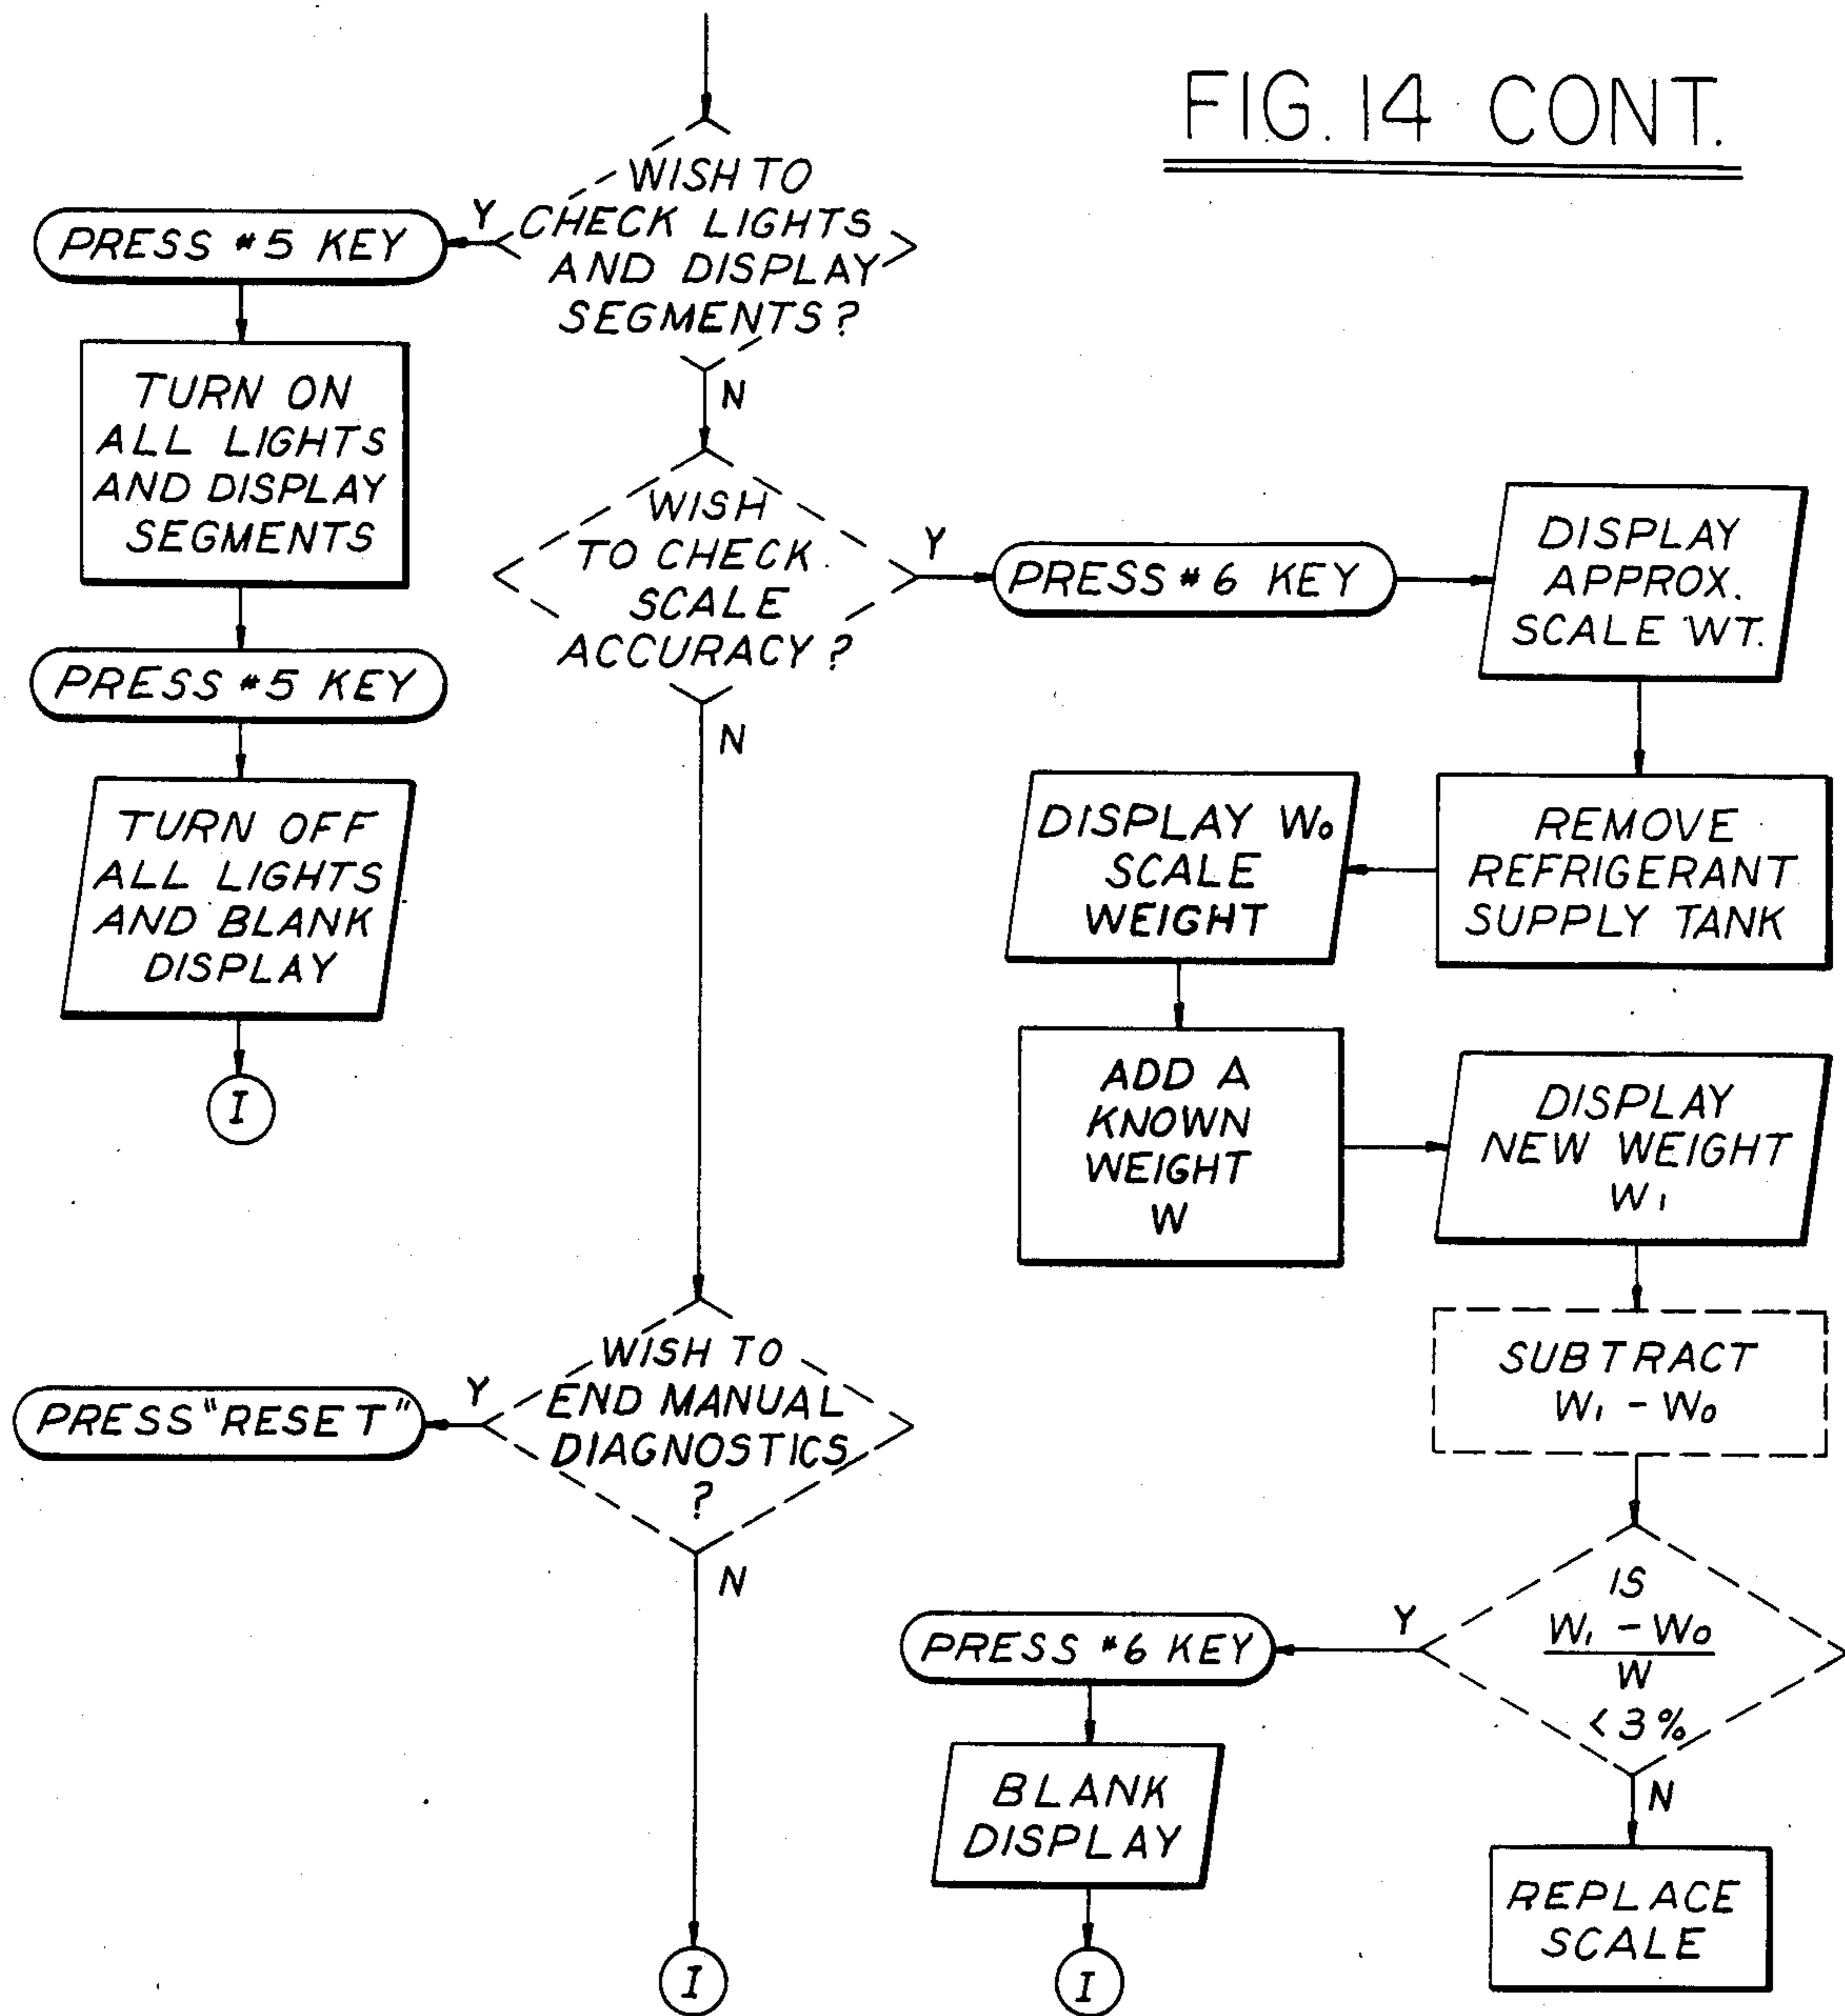 FIG. 14 CONT.
WISH TO
CHECK LIGHTS
AND DISPLAY
SEGMENTS?
Y
PRESS #5 KEY
TURN ON
ALL LIGHTS
AND DISPLAY
SEGMENTS
PRESS #5 KEY
TURN OFF
ALL LIGHTS
AND BLANK
DISPLAY
I
N
WISH
TO CHECK
SCALE
ACCURACY?
Y
PRESS #6 KEY
DISPLAY
APPROX.
SCALE WT.
REMOVE
REFRIGERANT
SUPPLY TANK
DISPLAY W₀
SCALE
WEIGHT
ADD A
KNOWN
WEIGHT
W
DISPLAY
NEW WEIGHT
W₁
SUBTRACT
W₁ - W₀
IS
W₁ - W₀
W
<3%
Y
PRESS #6 KEY
BLANK
DISPLAY
I
N
REPLACE
SCALE
N
WISH TO
END MANUAL
DIAGNOSTICS
?
Y
PRESS "RESET"
N
I